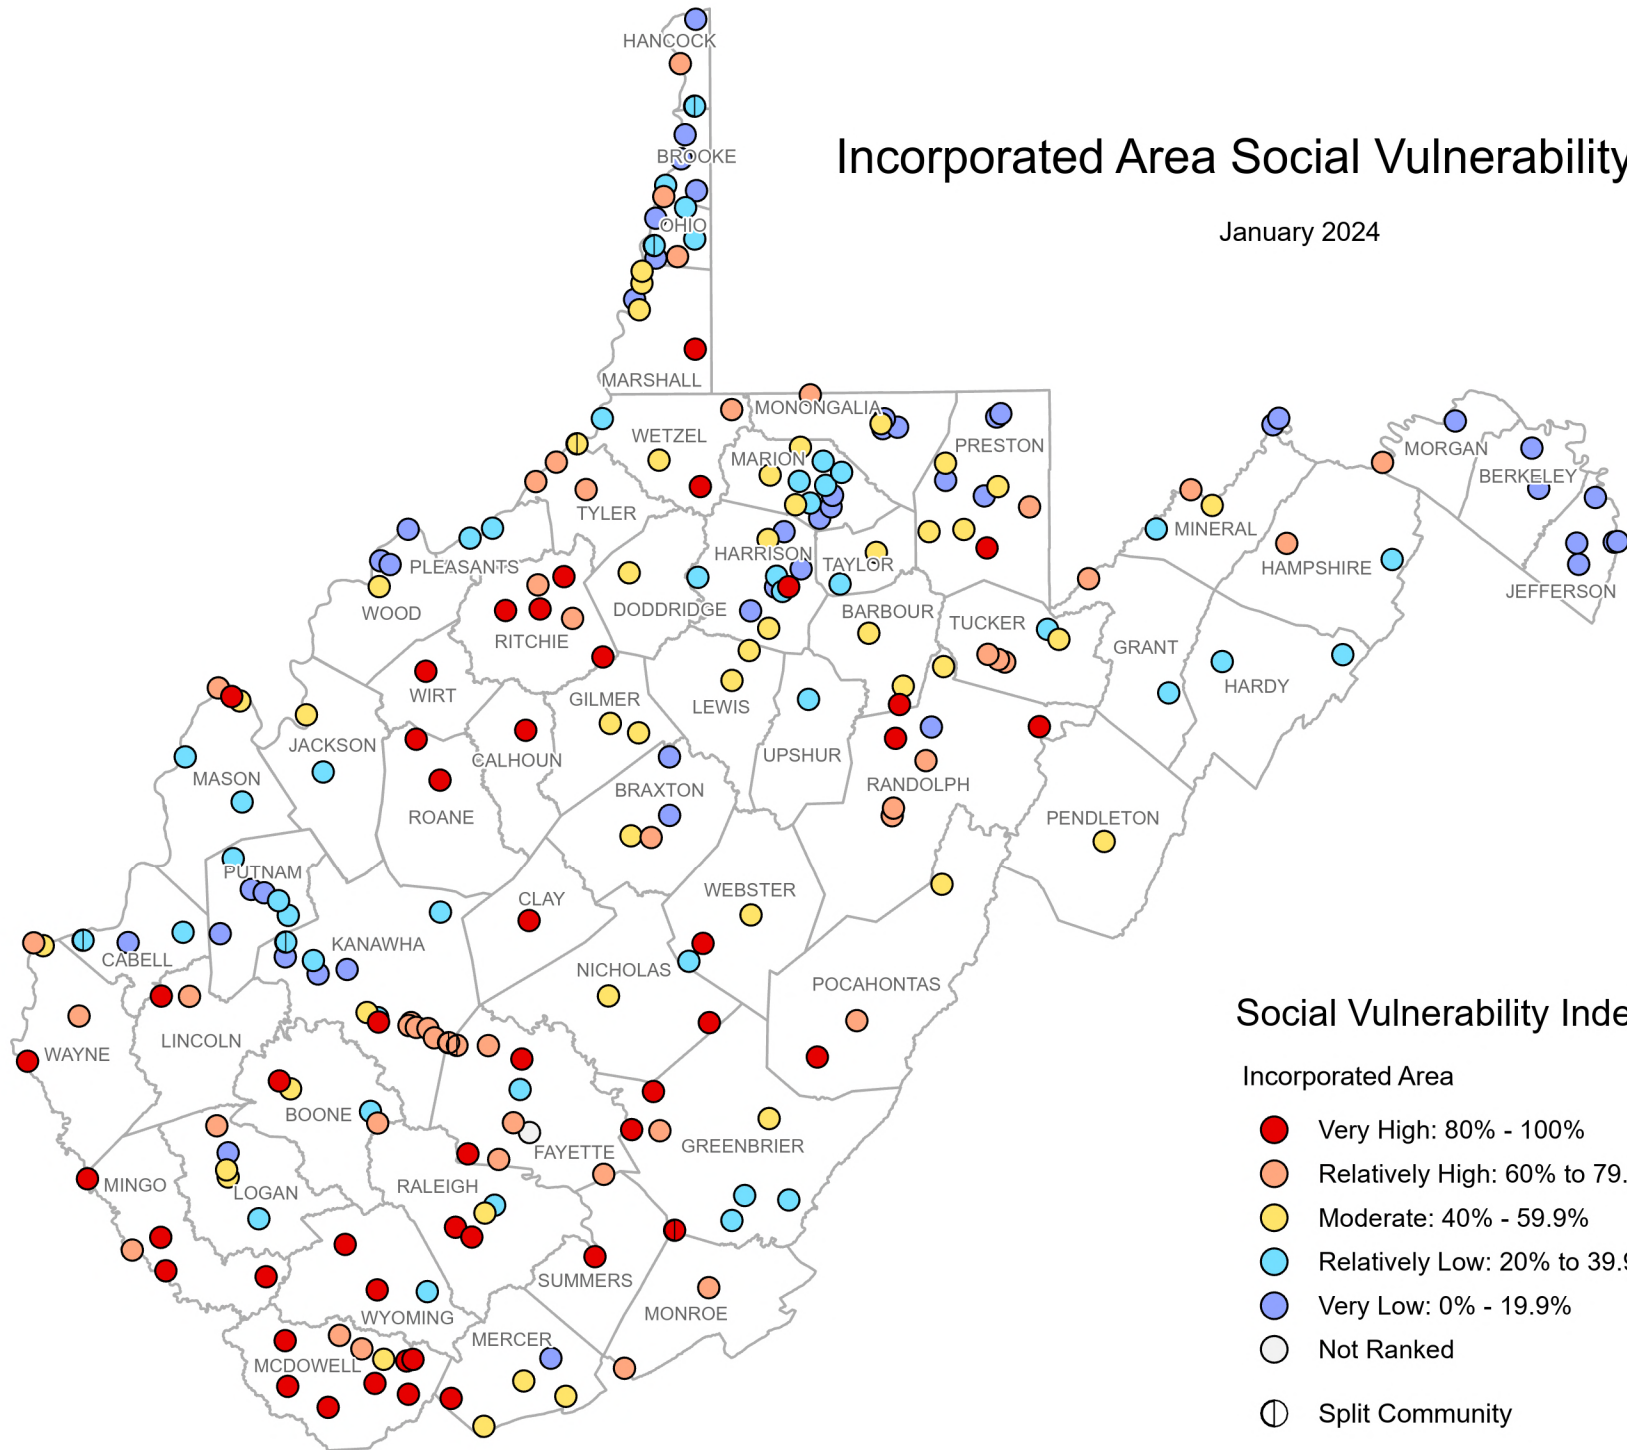 HANCOCK
Incorporated Area Social Vulnerability
BROOKE
OHIO
January 2024
MARSHALL
MONONGALIA
WETZEL
PRESTON
MARION
MORGAN
BERKELEY
TYLER
MINERAL
HARRISON
TAYLOR
PLEASANTS
HAMPSHIRE
JEFFERSON
WOOD
DODDRIDGE
BARBOUR
TUCKER
RITCHIE
GRANT
HARDY
WIRT
GILMER
LEWIS
JACKSON
CALHOUN
UPSHUR
MASON
BRAXTON
RANDOLPH
ROANE
PENDLETON
PUTNAM
WEBSTER
CLAY
KANAWHA
CABELL
NICHOLAS
POCAHONTAS
Social Vulnerability Inde
LINCOLN
WAYNE
Incorporated Area
BOONE
Very High: 80% - 100%
FAYETTE
GREENBRIER
Relatively High: 60% to 79.
MINGO
RALEIGH
LOGAN
Moderate: 40% - 59.9%
Relatively Low: 20% to 39.9
SUMMERS
Very Low: 0% - 19.9%
MONROE
WYOMING
MERCER
Not Ranked
MCDOWELL
Split Community